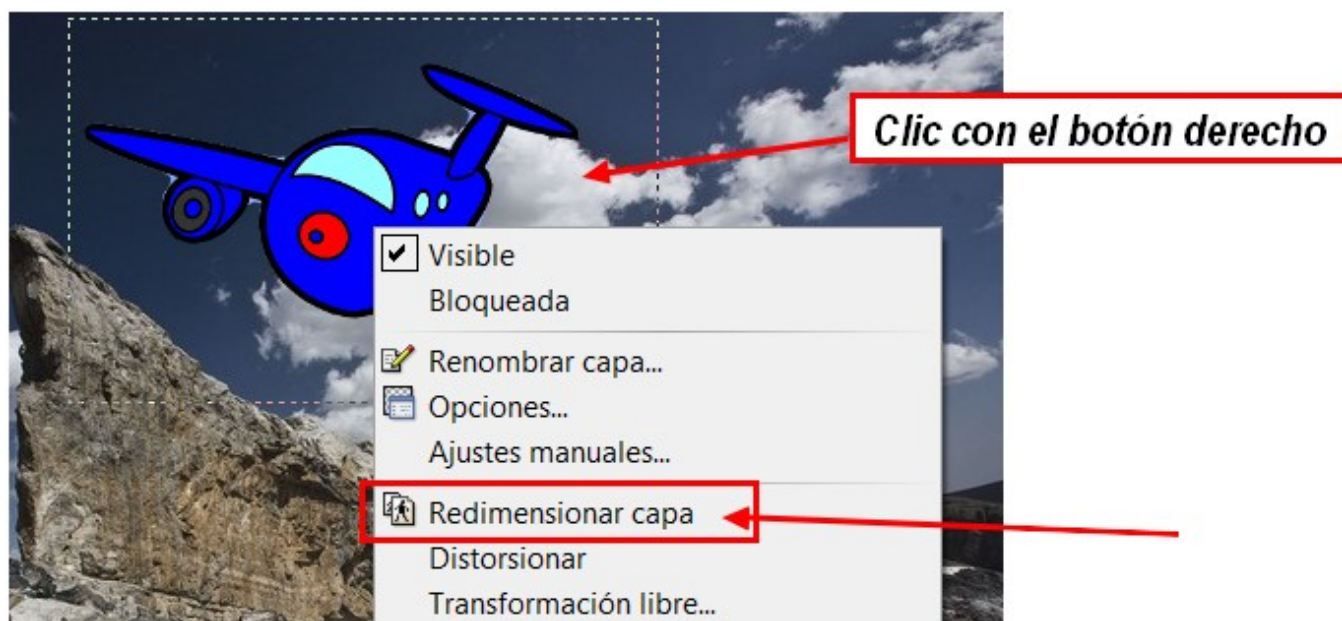 Clic con el botón derecho
Visible
Bloqueada
Renombrar capa...
Opciones...
Ajustes manuales...
Redimensionar capa
Distorsionar
Transformación libre...